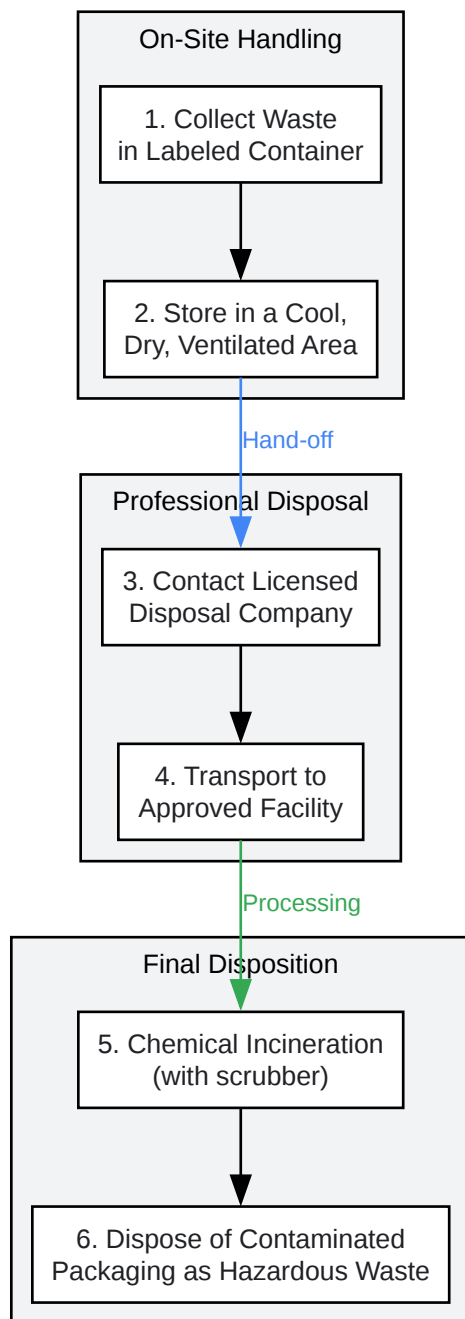 On-Site Handling
1. Collect Waste
in Labeled Container
2. Store in a Cool,
Dry, Ventilated Area
Hand-off
Professional Disposal
3. Contact Licensed
Disposal Company
4. Transport to
Approved Facility
Processing
Final Disposition
5. Chemical Incineration
(with scrubber)
6. Dispose of Contaminated
Packaging as Hazardous Waste